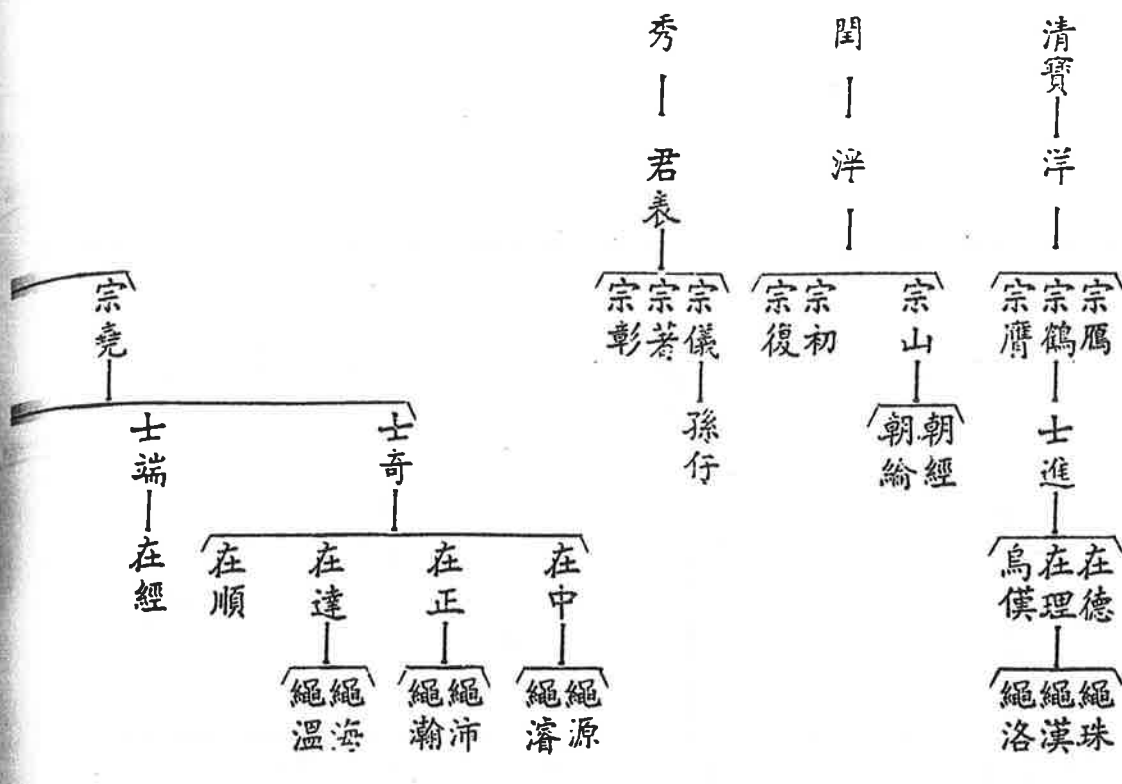 清寶
洋
宗鴈
宗鶴
宗膺
士進
在德
在理
烏僕
繩珠
繩漢
繩洛
閏
泙
宗山
宗初
宗復
朝經
朝綸
秀
君表
宗儀
宗著
宗彰
孫仔
宗堯
士奇
士端
在中
在正
在達
在順
在經
繩源
繩濬
繩沛
繩瀚
繩海
繩溫